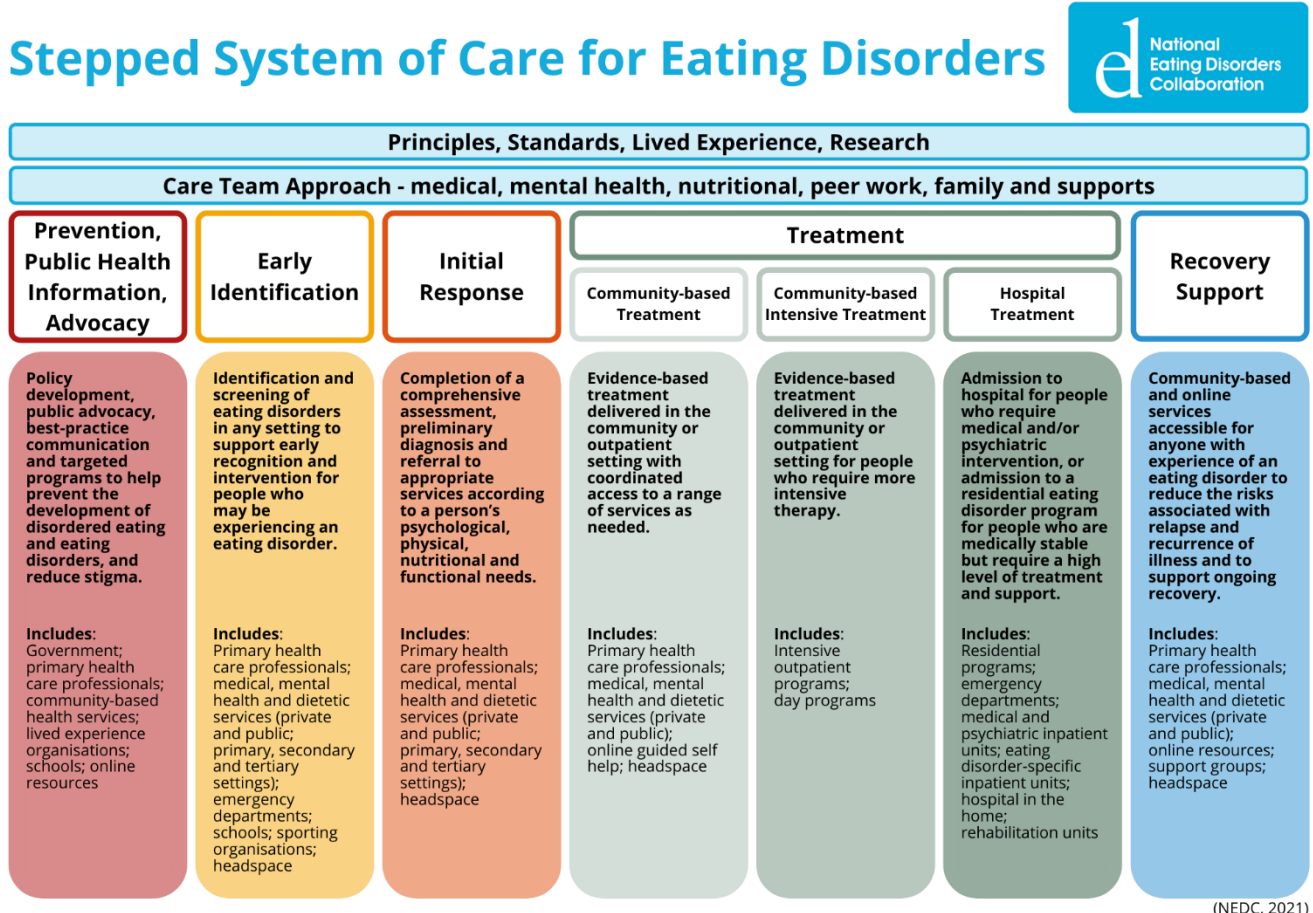 Stepped System of Care for Eating Disorders
d
National
Eating Disorders
Collaboration
Principles, Standards, Lived Experience, Research
Care Team Approach - medical, mental health, nutritional, peer work, family and supports
Prevention,
Public Health
Information,
Advocacy
Early
Identification
Initial
Response
Treatment
Community-based
Treatment
Community-based
Intensive Treatment
Hospital
Treatment
Recovery
Support
Policy
development,
public advocacy,
best-practice
communication
and targeted
programs to help
prevent the
development of
disordered eating
and eating
disorders, and
reduce stigma.
Includes:
Government;
primary health
care professionals;
community-based
health services;
lived experience
organisations;
schools; online
resources
Identification and
screening of
eating disorders
in any setting to
support early
recognition and
intervention for
people who
may be
experiencing an
eating disorder.
Includes:
Primary health
care professionals;
medical, mental
health and dietetic
services (private
and public;
primary, secondary
and tertiary
settings);
emergency
departments;
schools; sporting
organisations;
headspace
Completion of a
comprehensive
assessment,
preliminary
diagnosis and
referral to
appropriate
services according
to a person's
psychological,
physical,
nutritional and
functional needs.
Includes:
Primary health
care professionals;
medical, mental
health and dietetic
services (private
and public;
primary, secondary
and tertiary
settings);
headspace
Evidence-based
treatment
delivered in the
community or
outpatient
setting with
coordinated
access to a range
of services as
needed.
Includes:
Primary health
care professionals;
medical, mental
health and dietetic
services (private
and public);
online guided self
help; headspace
Evidence-based
treatment
delivered in the
community or
outpatient
setting for people
who require more
intensive
therapy.
Includes:
Intensive
outpatient
programs;
day programs
Admission to
hospital for people
who require
medical and/or
psychiatric
intervention, or
admission to a
residential eating
disorder program
for people who are
medically stable
but require a high
level of treatment
and support.
Includes:
Residential
programs;
emergency
departments;
medical and
psychiatric inpatient
units; eating
disorder-specific
inpatient units;
hospital in the
home;
rehabilitation units
Community-based
and online
services
accessible for
anyone with
experience of an
eating disorder to
reduce the risks
associated with
relapse and
recurrence of
illness and to
support ongoing
recovery.
Includes:
Primary health
care professionals;
medical, mental
health and dietetic
services (private
and public);
online resources;
support groups;
headspace
(NEDC, 2021)